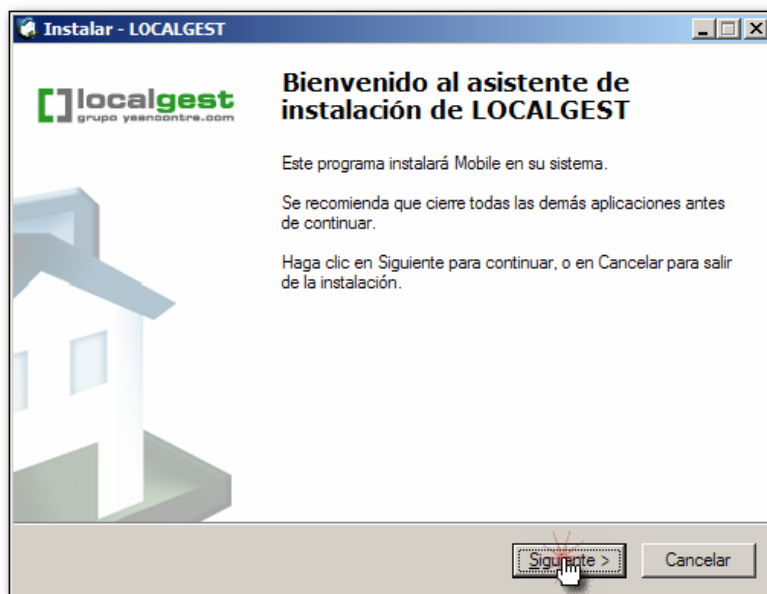 Instalar - LOCALGEST
localgest
grupo yaencontre.com
Bienvenido al asistente de
instalación de LOCALGEST
Este programa instalará Mobile en su sistema.
Se recomienda que cierre todas las demás aplicaciones antes
de continuar.
Haga clic en Siguiente para continuar, o en Cancelar para salir
de la instalación.
Siguiente >
Cancelar